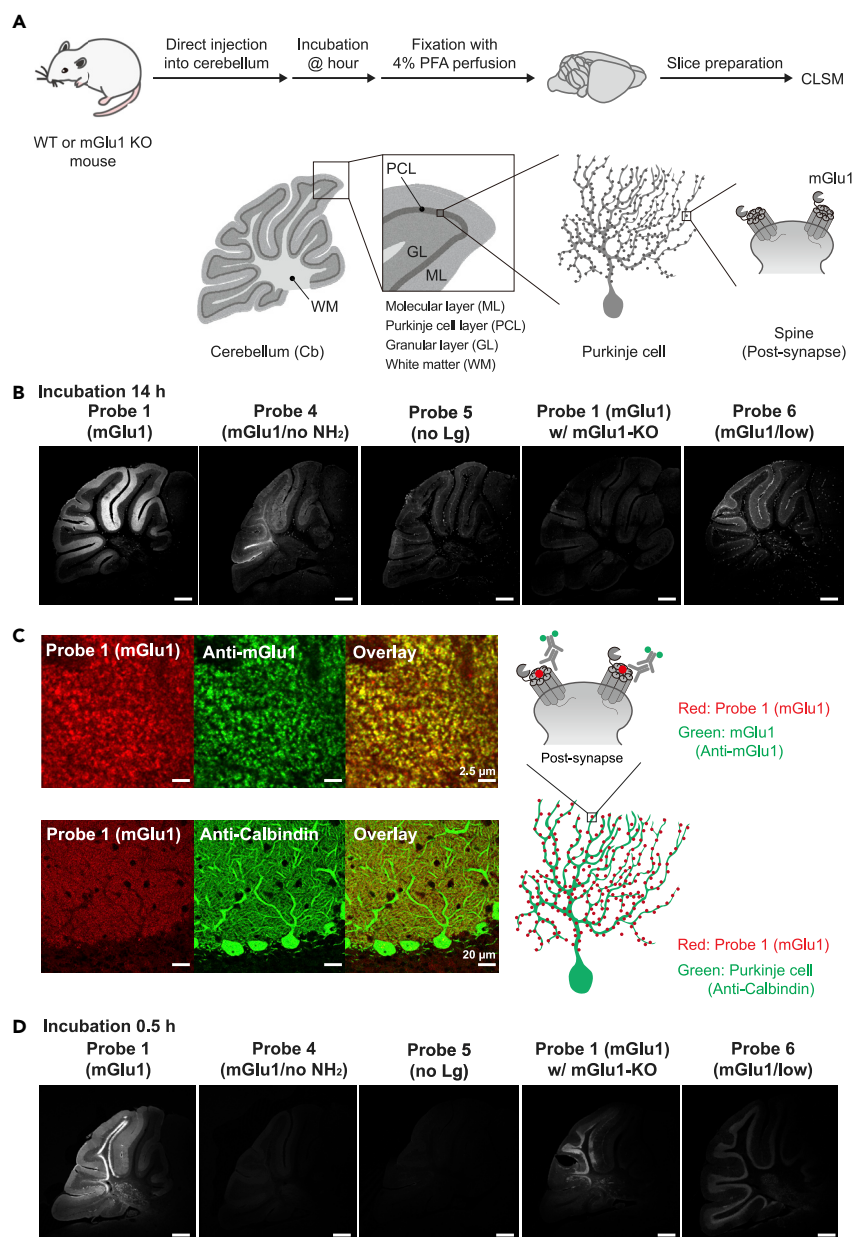 A
Direct injection
into cerebellum
Incubation
@ hour
Fixation with
4% PFA perfusion
Slice preparation
CLSM
WT or mGlu1 KO
mouse
PCL
GL
ML
WM
mGlu1
Molecular layer (ML)
Purkinje cell layer (PCL)
Granular layer (GL)
White matter (WM)
Cerebellum (Cb)
Purkinje cell
Spine
(Post-synapse)
B
Incubation 14 h
Probe 1
(mGlu1)
Probe 4
(mGlu1/no NH₂)
Probe 5
(no Lg)
Probe 1 (mGlu1)
w/ mGlu1-KO
Probe 6
(mGlu1/low)
C
Probe 1 (mGlu1)
Anti-mGlu1
Overlay
2.5 µm
Post-synapse
Red: Probe 1 (mGlu1)
Green: mGlu1
(Anti-mGlu1)
Probe 1 (mGlu1)
Anti-Calbindin
Overlay
20 µm
Red: Probe 1 (mGlu1)
Green: Purkinje cell
(Anti-Calbindin)
D
Incubation 0.5 h
Probe 1
(mGlu1)
Probe 4
(mGlu1/no NH₂)
Probe 5
(no Lg)
Probe 1 (mGlu1)
w/ mGlu1-KO
Probe 6
(mGlu1/low)